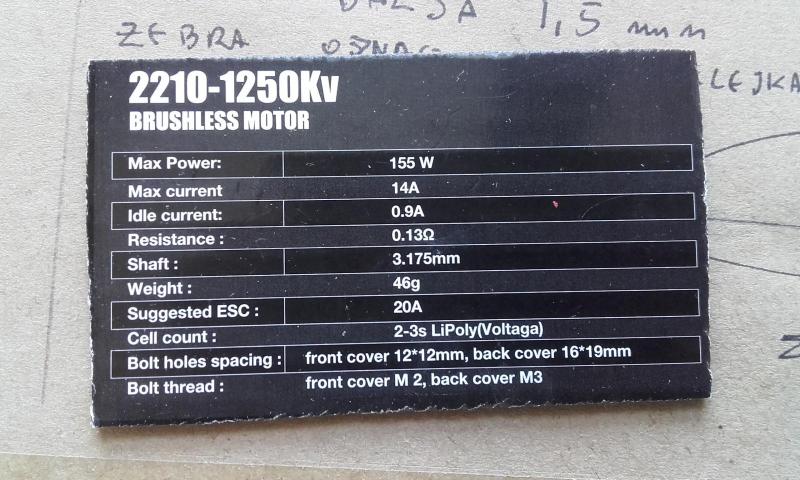 DALSJA 1,5 mm
ZEBRA
LEJKA
2210-1250Kv
BRUSHLESS MOTOR
Max Power: 155 W
Max current 14A
Idle current: 0.9A
Resistance : 0.13Ω
Shaft : 3.175mm
Weight : 46g
Suggested ESC : 20A
Cell count : 2-3s LiPoly(Voltaga)
Bolt holes spacing : front cover 12*12mm, back cover 16*19mm
Bolt thread : front cover M 2, back cover M3